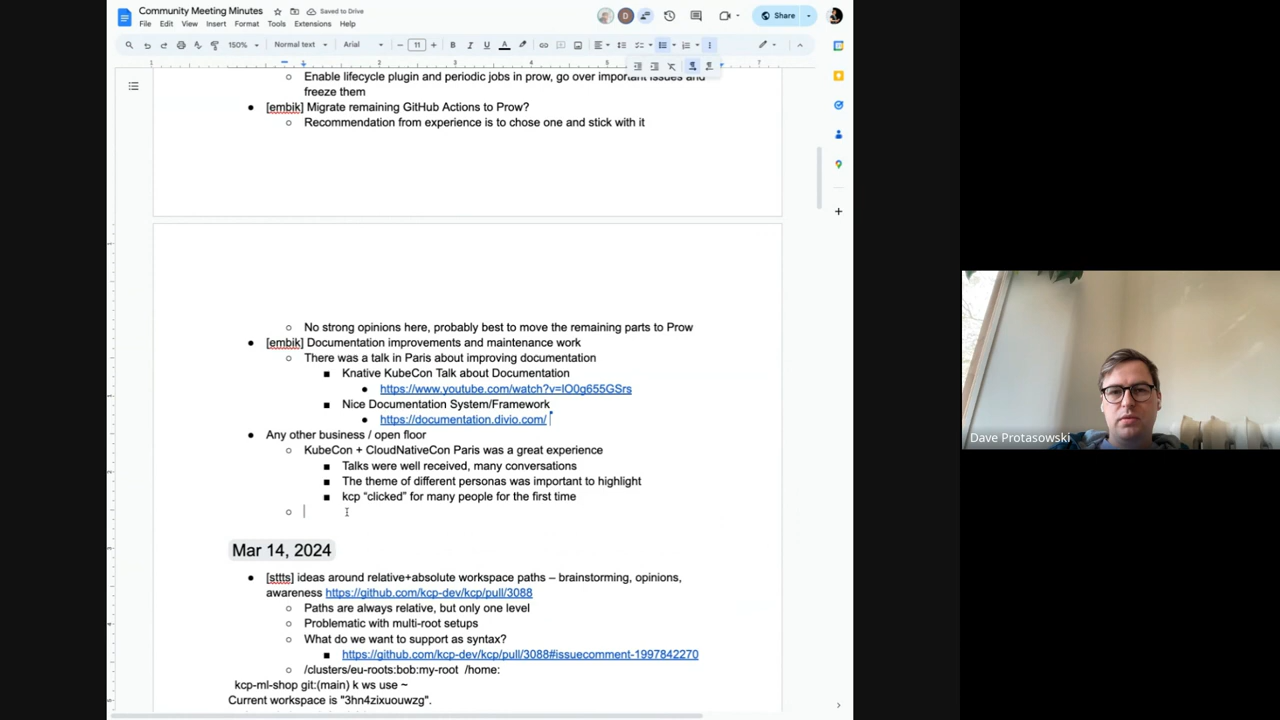 Community Meeting Minutes
Saved to Drive
File Edit View Insert Format Tools Extensions Help
D
Share
150% Normal text Arial 11 B I U A
1 1 2 3 4 5 6 7
Enable lifecycle plugin and periodic jobs in prow, go over important issues and
freeze them
[embik] Migrate remaining GitHub Actions to Prow?
Recommendation from experience is to chose one and stick with it
No strong opinions here, probably best to move the remaining parts to Prow
[embik] Documentation improvements and maintenance work
There was a talk in Paris about improving documentation
Knative KubeCon Talk about Documentation
https://www.youtube.com/watch?v=lO0g655GSrs
Nice Documentation System/Framework
https://documentation.divio.com/
Any other business / open floor
KubeCon + CloudNativeCon Paris was a great experience
Talks were well received, many conversations
The theme of different personas was important to highlight
kcp “clicked” for many people for the first time
Mar 14, 2024
[sttts] ideas around relative+absolute workspace paths – brainstorming, opinions,
awareness https://github.com/kcp-dev/kcp/pull/3088
Paths are always relative, but only one level
Problematic with multi-root setups
What do we want to support as syntax?
https://github.com/kcp-dev/kcp/pull/3088#issuecomment-1997842270
/clusters/eu-roots:bob:my-root /home:
kcp-ml-shop git:(main) k ws use ~
Current workspace is "3hn4zixuouwzg".
Dave Protasowski